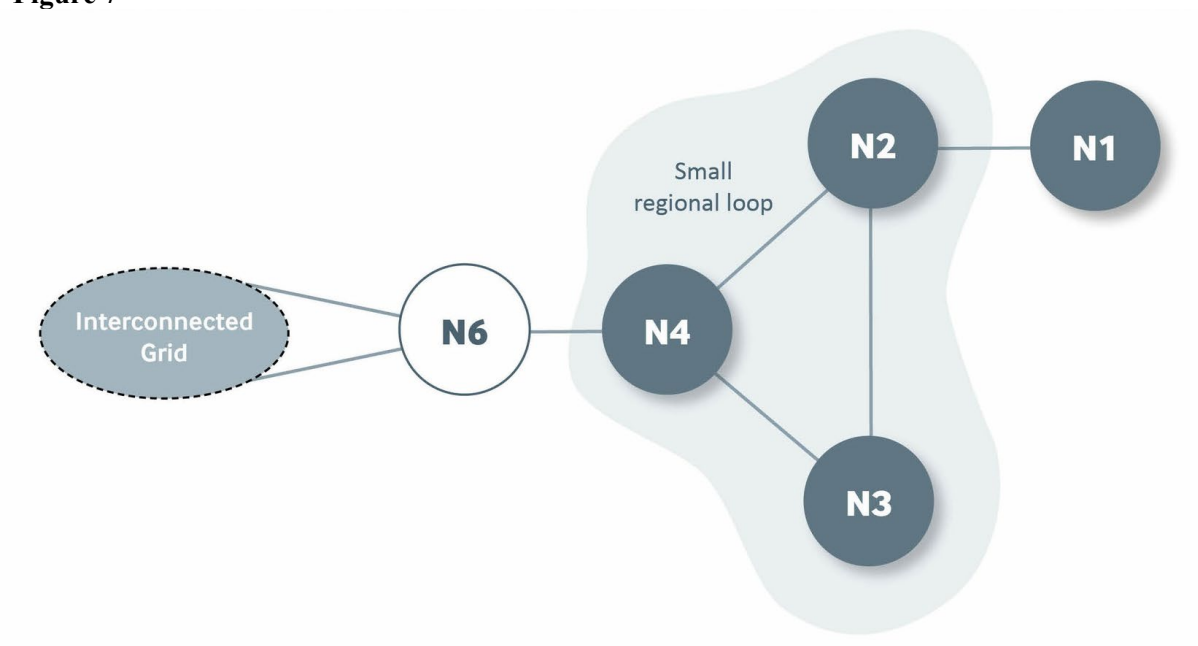 Figure 7
Small
regional loop
N2
N1
Interconnected
Grid
N6
N4
N3